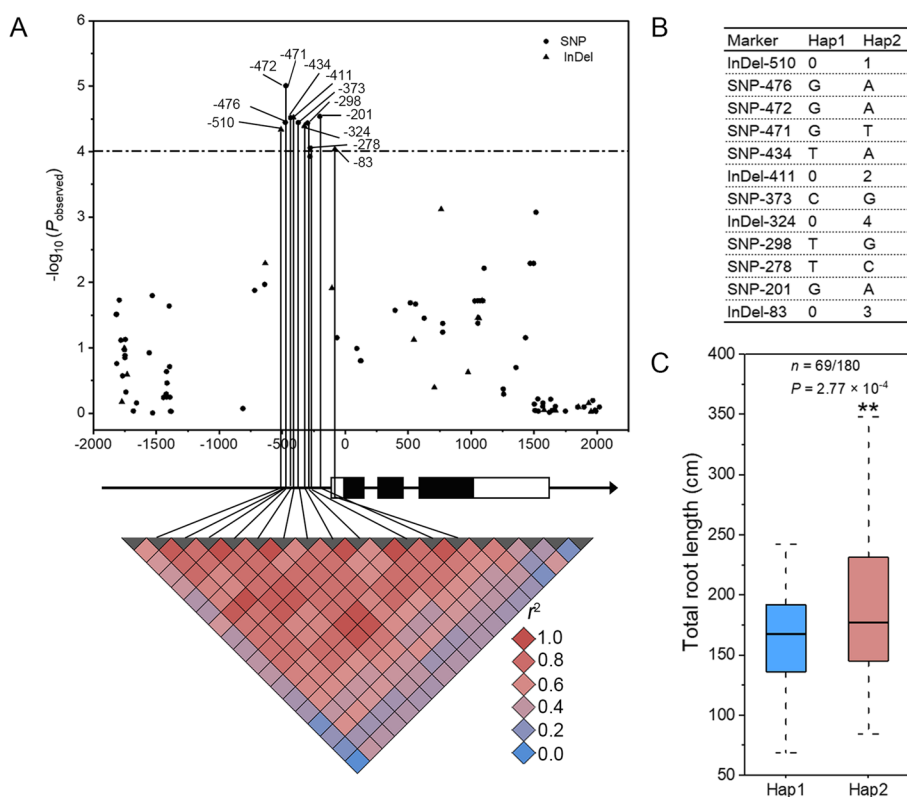 A
6
5
4
3
2
1
0
-log10 (Pobserved)
SNP
InDel
-471
-472
-434
-411
-373
-476
-298
-510
-201
-324
-278
-83
-2000 -1500 -1000 -500 0 500 1000 1500 2000
r2
1.0
0.8
0.6
0.4
0.2
0.0
B
Marker Hap1 Hap2
InDel-510 0 1
SNP-476 G A
SNP-472 G A
SNP-471 G T
SNP-434 T A
InDel-411 0 2
SNP-373 C G
InDel-324 0 4
SNP-298 T G
SNP-278 T C
SNP-201 G A
InDel-83 0 3
C
400
350
300
250
200
150
100
50
Total root length (cm)
n = 69/180
P = 2.77 × 10-4
**
Hap1 Hap2